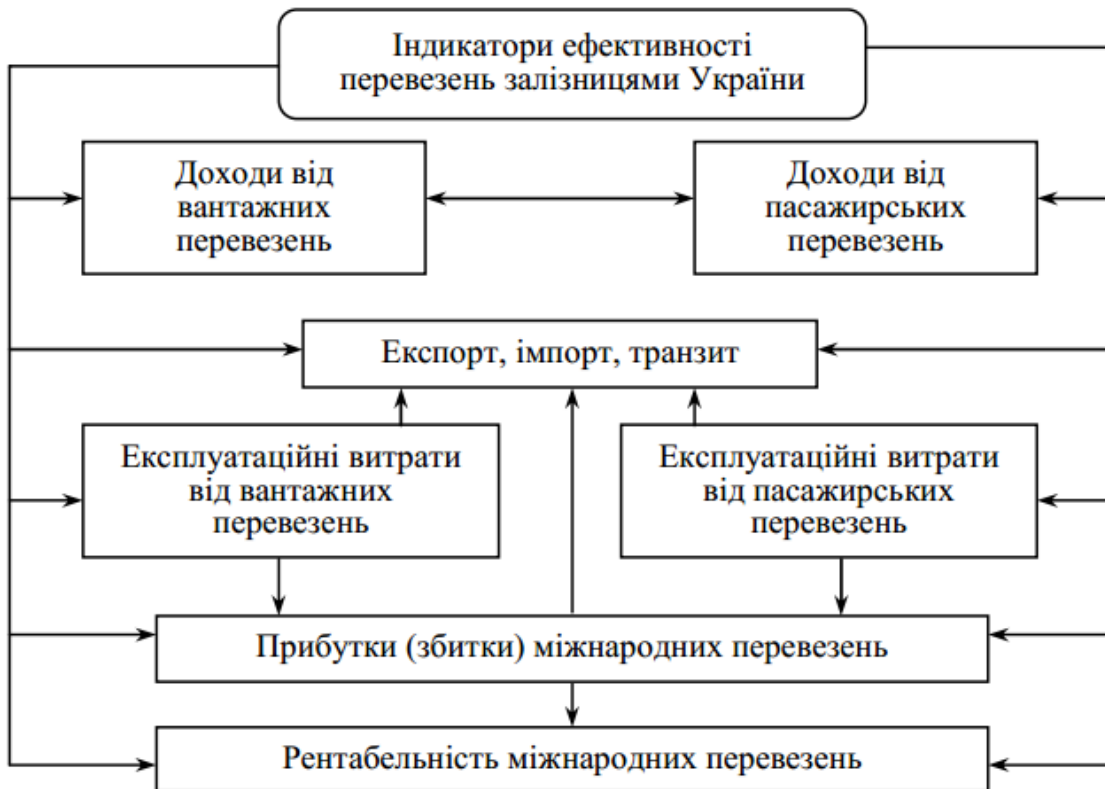 Індикатори ефективності
перевезень залізницями України
Доходи від
вантажних
перевезень
Доходи від
пасажирських
перевезень
Експорт, імпорт, транзит
Експлуатаційні витрати
від вантажних
перевезень
Експлуатаційні витрати
від пасажирських
перевезень
Прибутки (збитки) міжнародних перевезень
Рентабельність міжнародних перевезень